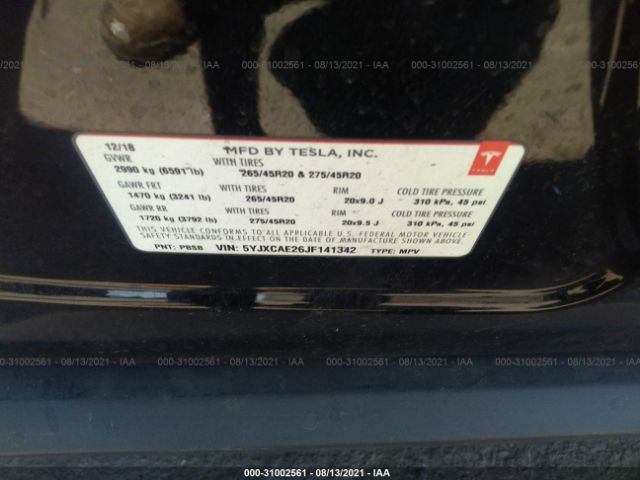 000-31002561 - 08/13/2021 - IAA
12/18
MFD BY TESLA, INC.
GVWR WITH TIRES
2990 kg (6591 lb) 265/45R20 & 275/45R20
GAWR FRT WITH TIRES RIM COLD TIRE PRESSURE
1470 kg (3241 lb) 265/45R20 20x9.0 J 310 kPa, 45 psi
GAWR RR WITH TIRES RIM COLD TIRE PRESSURE
1720 kg (3792 lb) 275/45R20 20x9.5 J 310 kPa, 45 psi
THIS VEHICLE CONFORMS TO ALL APPLICABLE U.S. FEDERAL MOTOR VEHICLE-
SAFETY STANDARDS IN EFFECT ON THE DATE OF MANUFACTURE SHOWN ABOVE.
PNT: PBSB VIN: 5YJXCAE26JF141342 TYPE: MPV
TESLA
000-31002561 - 08/13/2021 - IAA
000-31002561 - 08/13/2021 - IAA